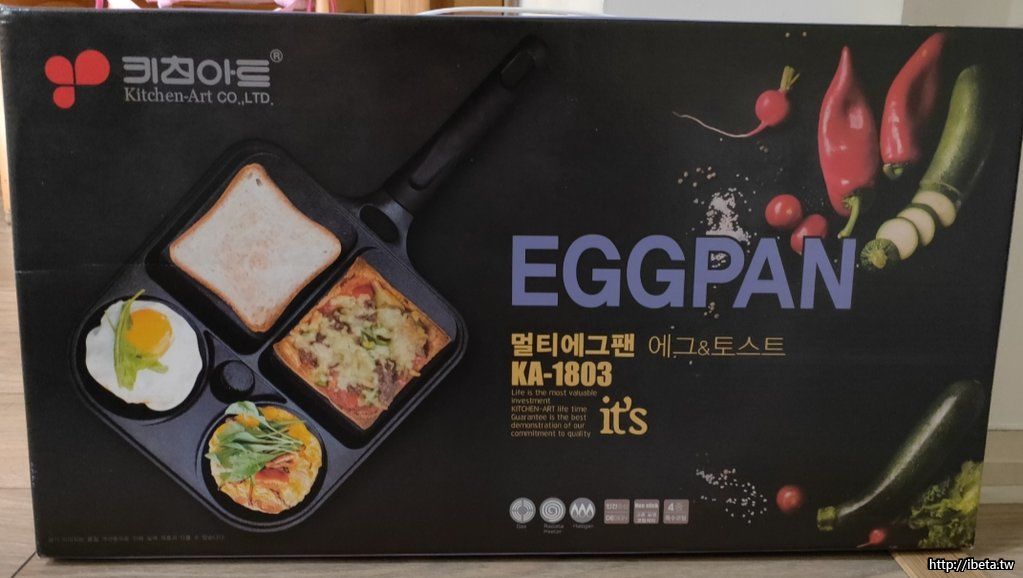 키친아트®
Kitchen-Art CO.,LTD.
EGGPAN
멀티에그팬 에그&토스트
KA-1803
Life is the most valuable
investment
KITCHEN-ART life time
Guarantee is the best
demonstration of our
commitment to quality
it's
Halogen
Non stick
http://ibeta.tw